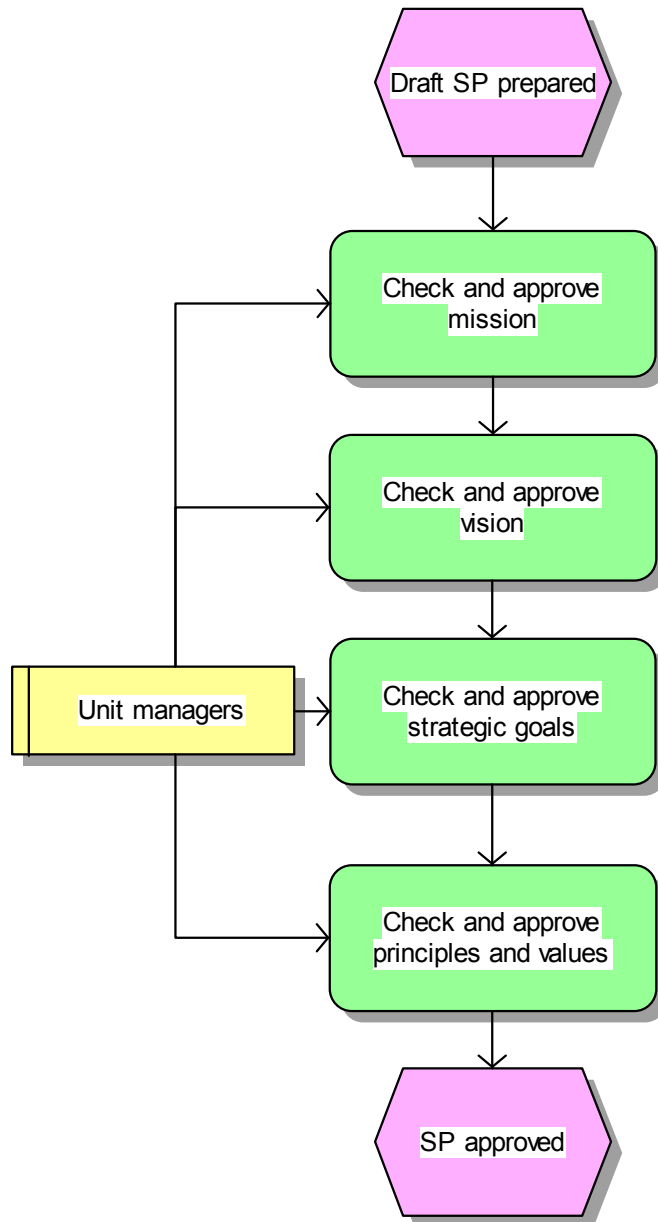 Draft SP prepared
Check and approve
mission
Check and approve
vision
Unit managers
Check and approve
strategic goals
Check and approve
principles and values
SP approved